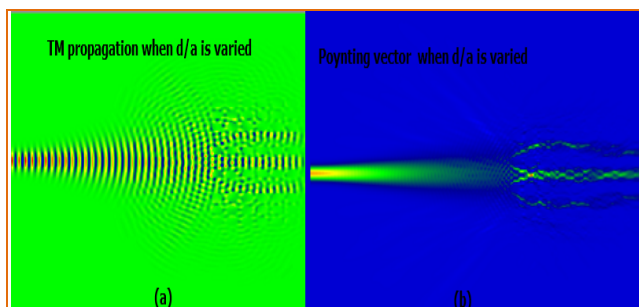 TM propagation when d/a is varied
Poynting vector when d/a is varied
(a)
(b)